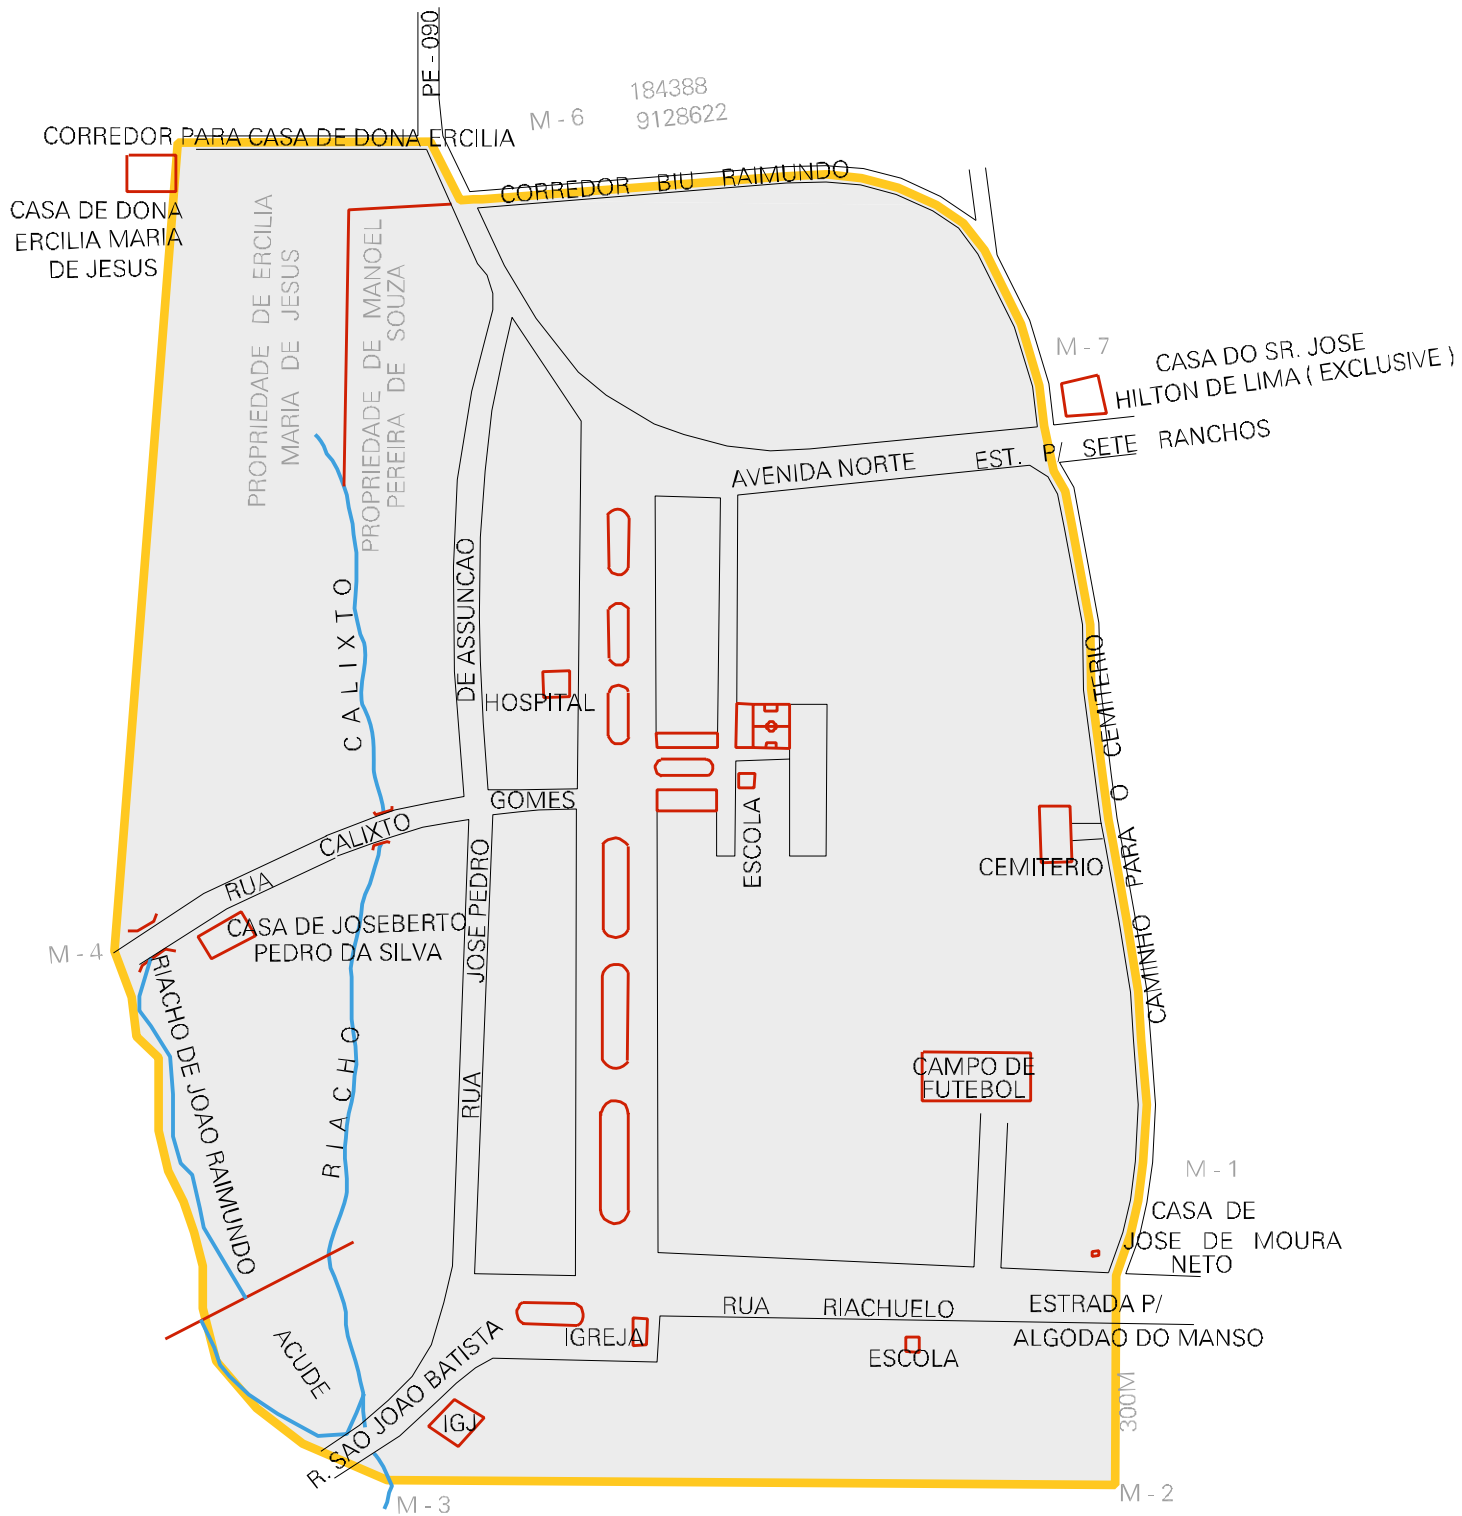 PE - 090
184388
9128622
M - 6
CORREDOR PARA CASA DE DONA ERCILIA
CORREDOR BIU RAIMUNDO
CASA DE DONA
ERCILIA MARIA
DE JESUS
PROPRIEDADE DE ERCILIA
MARIA DE JESUS
PROPRIEDADE DE MANOEL
PEREIRA DE SOUZA
M - 7
CASA DO SR. JOSE
HILTON DE LIMA ( EXCLUSIVE )
AVENIDA NORTE
EST. P/ SETE RANCHOS
DE ASSUNCAO
CALIXTO
HOSPITAL
CAMINHO PARA O CEMITERIO
GOMES
ESCOLA
RUA CALIXTO
JOSE PEDRO
CEMITERIO
CASA DE JOSEBERTO
PEDRO DA SILVA
M - 4
RIACHO DE JOAO RAIMUNDO
RIACHO
RUA
CAMPO DE
FUTEBOL
M - 1
CASA DE
JOSE DE MOURA
NETO
RUA RIACHUELO
ESTRADA P/
ALGODAO DO MANSO
IGREJA
ESCOLA
ACUDE
R. SAO JOAO BATISTA
IGJ
300M
M - 3
M - 2